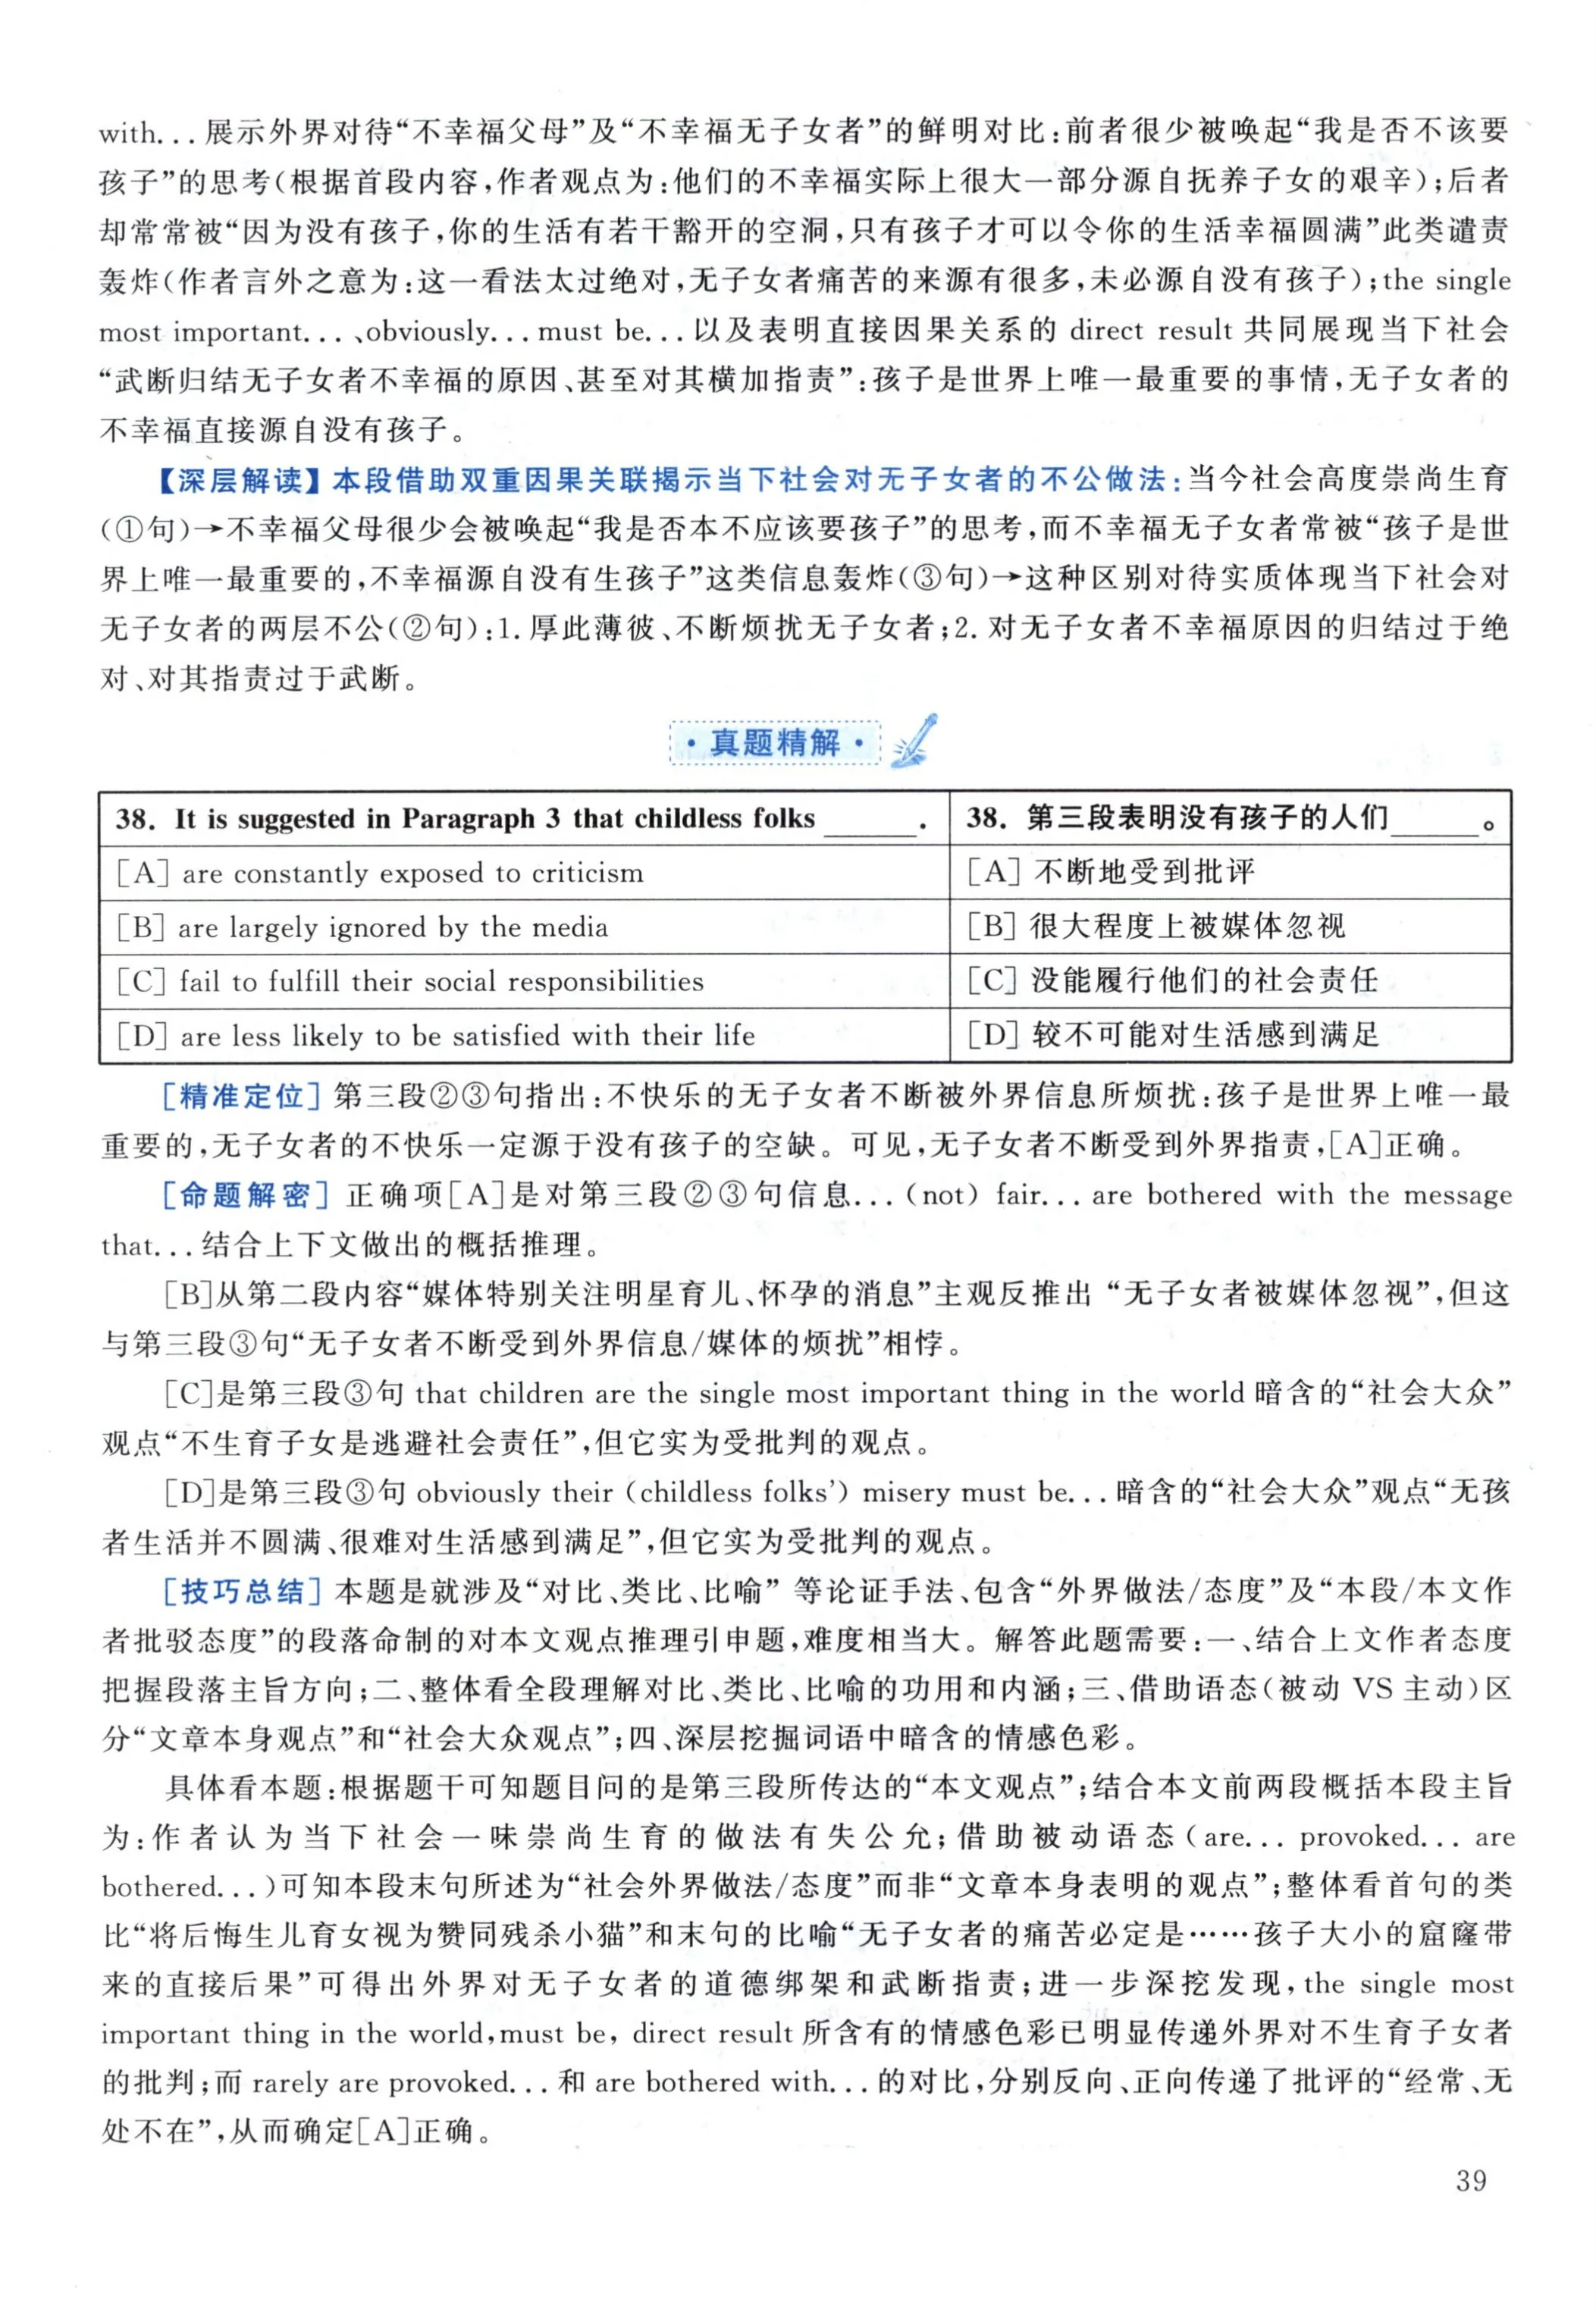 with... 展示外界对待“不幸福父母”及“不幸福无子女者”的鲜明对比:前者很少被唤起“我是否不该要
孩子”的思考(根据首段内容,作者观点为:他们的不幸福实际上很大一部分源自抚养子女的艰辛);后者
却常常被“因为没有孩子,你的生活有若干豁开的空洞,只有孩子才可以令你的生活幸福圆满”此类谴责
轰炸(作者言外之意为:这一看法太过绝对,无子女者痛苦的来源有很多,未必源自没有孩子);the single
most important...、obviously... must be... 以及表明直接因果关系的 direct result 共同展现当下社会
“武断归结无子女者不幸福的原因、甚至对其横加指责”:孩子是世界上唯一最重要的事情,无子女者的
不幸福直接源自没有孩子。
【深层解读】本段借助双重因果关联揭示当下社会对无子女者的不公做法:当今社会高度崇尚生育
(①句)→不幸福父母很少会被唤起“我是否本不应该要孩子”的思考,而不幸福无子女者常被“孩子是世
界上唯一最重要的,不幸福源自没有生孩子”这类信息轰炸(③句)→这种区别对待实质体现当下社会对
无子女者的两层不公(②句):1. 厚此薄彼、不断烦扰无子女者;2. 对无子女者不幸福原因的归结过于绝
对、对其指责过于武断。
·真题精解·
38. It is suggested in Paragraph 3 that childless folks ______.
38. 第三段表明没有孩子的人们______。
[A] are constantly exposed to criticism
[A] 不断地受到批评
[B] are largely ignored by the media
[B] 很大程度上被媒体忽视
[C] fail to fulfill their social responsibilities
[C] 没能履行他们的社会责任
[D] are less likely to be satisfied with their life
[D] 较不可能对生活感到满足
[精准定位] 第三段②③句指出:不快乐的无子女者不断被外界信息所烦扰:孩子是世界上唯一最
重要的,无子女者的不快乐一定源于没有孩子的空缺。可见,无子女者不断受到外界指责,[A]正确。
[命题解密] 正确项[A]是对第三段②③句信息...(not) fair... are bothered with the message
that... 结合上下文做出的概括推理。
[B]从第二段内容“媒体特别关注明星育儿、怀孕的消息”主观反推出 “无子女者被媒体忽视”,但这
与第三段③句“无子女者不断受到外界信息/媒体的烦扰”相悖。
[C]是第三段③句 that children are the single most important thing in the world 暗含的“社会大众”
观点“不生育子女是逃避社会责任”,但它实为受批判的观点。
[D]是第三段③句 obviously their (childless folks’) misery must be... 暗含的“社会大众”观点“无孩
者生活并不圆满、很难对生活感到满足”,但它实为受批判的观点。
[技巧总结] 本题是就涉及“对比、类比、比喻” 等论证手法、包含“外界做法/态度”及“本段/本文作
者批驳态度”的段落命制的对本文观点推理引申题,难度相当大。解答此题需要:一、结合上文作者态度
把握段落主旨方向;二、整体看全段理解对比、类比、比喻的功用和内涵;三、借助语态(被动 VS 主动)区
分“文章本身观点”和“社会大众观点”;四、深层挖掘词语中暗含的情感色彩。
具体看本题:根据题干可知题目问的是第三段所传达的“本文观点”;结合本文前两段概括本段主旨
为:作者认为当下社会一味崇尚生育的做法有失公允;借助被动语态(are... provoked... are
bothered...)可知本段末句所述为“社会外界做法/态度”而非“文章本身表明的观点”;整体看首句的类
比“将后悔生儿育女视为赞同残杀小猫”和末句的比喻“无子女者的痛苦必定是……孩子大小的窟窿带
来的直接后果”可得出外界对无子女者的道德绑架和武断指责;进一步深挖发现,the single most
important thing in the world,must be, direct result 所含有的情感色彩已明显传递外界对不生育子女者
的批判;而 rarely are provoked... 和 are bothered with... 的对比,分别反向、正向传递了批评的“经常、无
处不在”,从而确定[A]正确。
39